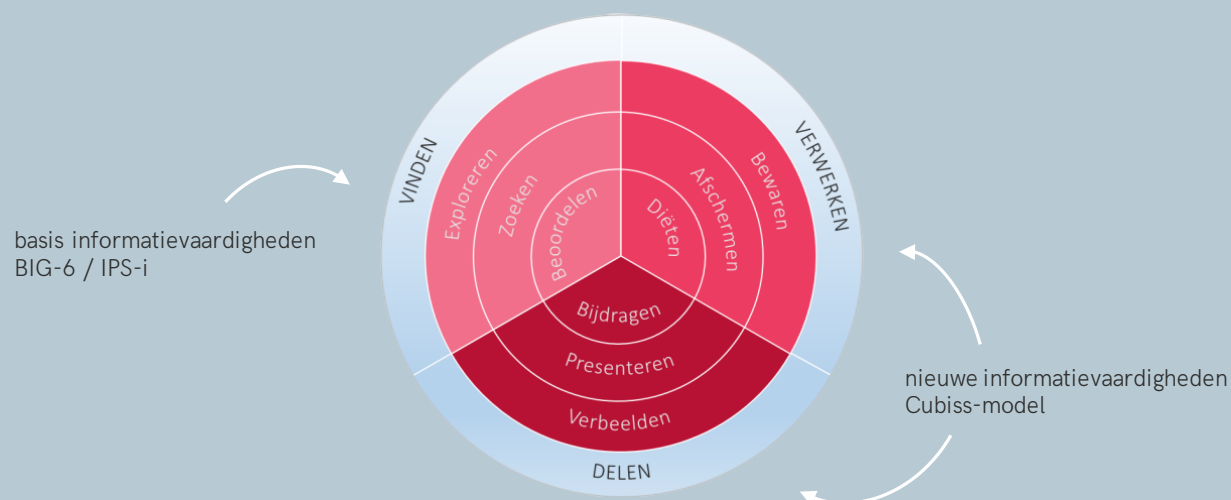 VINDEN
Exploreren
Zoeken
Beoordelen
VERWERKEN
Bewaren
Afschermen
Diëten
Bijdragen
Presenteren
Verbeelden
DELEN
basis informatievaardigheden
BIG-6 / IPS-i
nieuwe informatievaardigheden
Cubiss-model